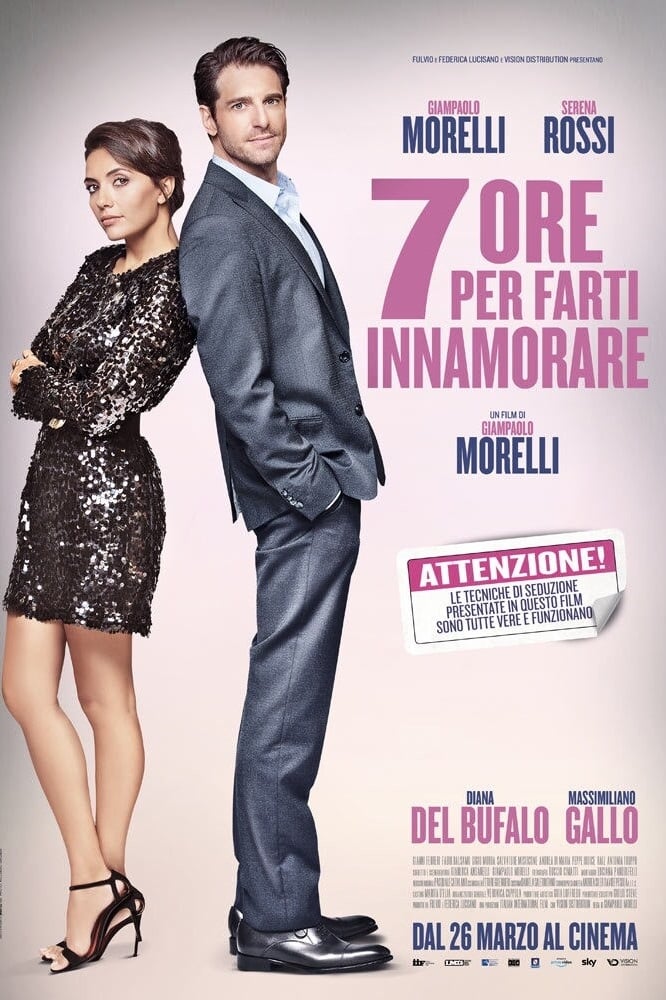 FULVIO E FEDERICA LUCISANO E VISION DISTRIBUTION PRESENTANO
GIAMPAOLO
MORELLI
SERENA
ROSSI
7 ORE
PER FARTI
INNAMORARE
UN FILM DI
GIAMPAOLO
MORELLI
ATTENZIONE!
LE TECNICHE DI SEDUZIONE
PRESENTATE IN QUESTO FILM
SONO TUTTE VERE E FUNZIONANO
DIANA
DEL BUFALO
MASSIMILIANO
GALLO
DAL 26 MARZO AL CINEMA
sky
VISION